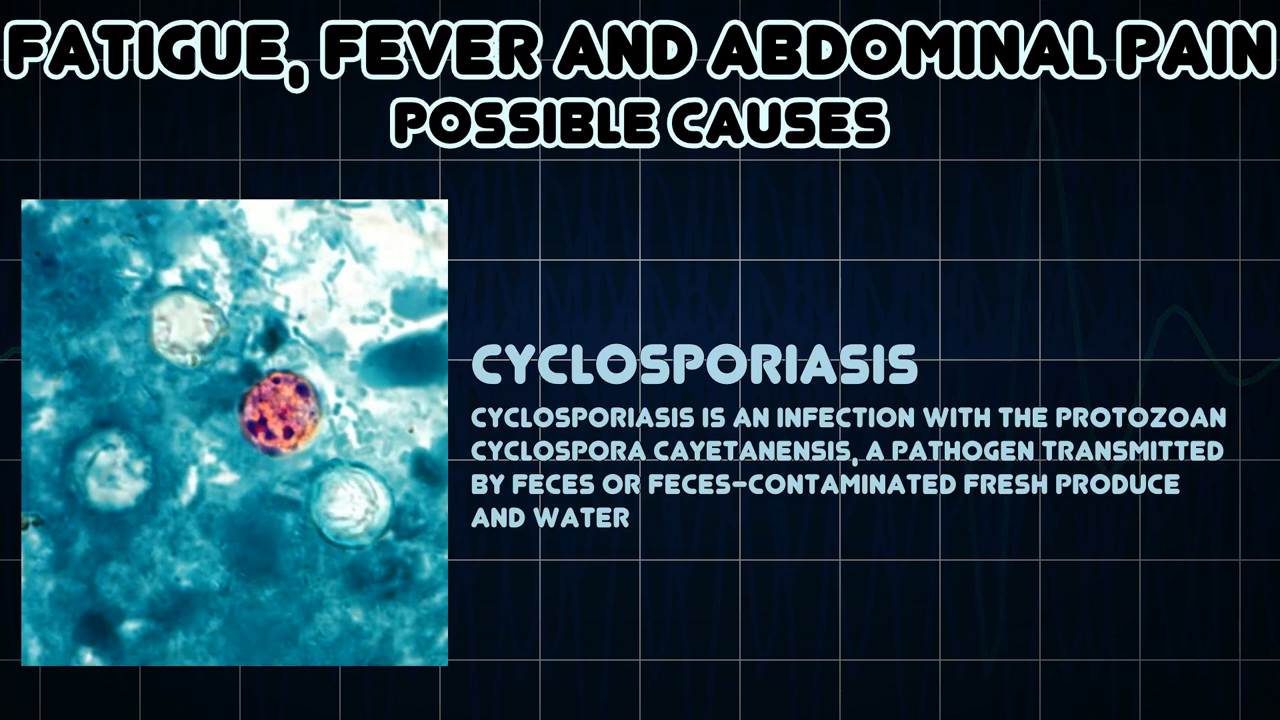 FATIGUE, FEVER AND ABDOMINAL PAIN
POSSIBLE CAUSES
CYCLOSPORIASIS
CYCLOSPORIASIS IS AN INFECTION WITH THE PROTOZOAN
CYCLOSPORA CAYETANENSIS, A PATHOGEN TRANSMITTED
BY FECES OR FECES-CONTAMINATED FRESH PRODUCE
AND WATER